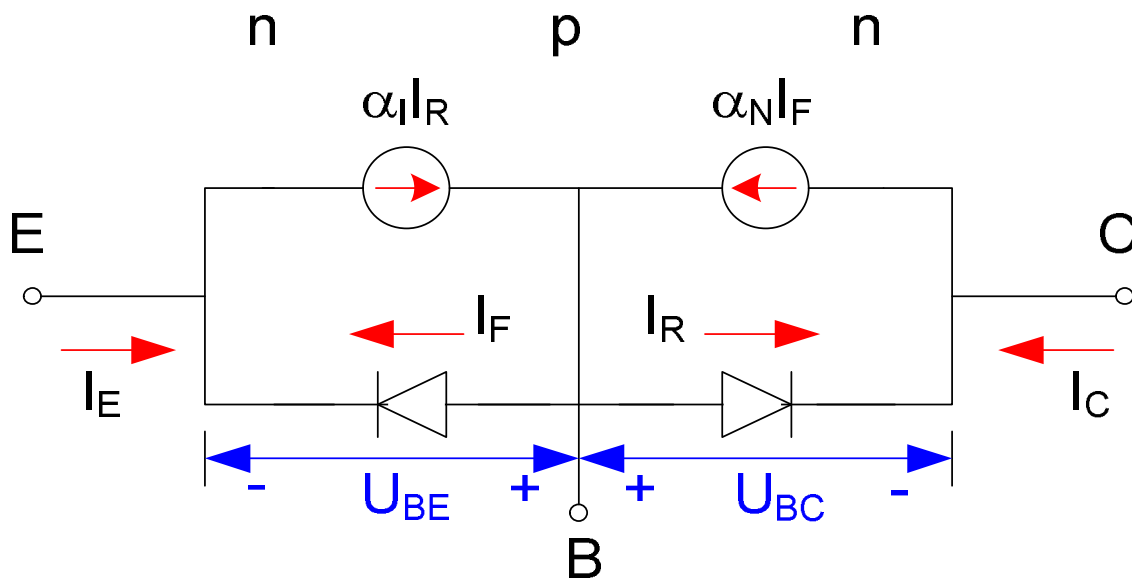 n p n
αIIR αNIF
E C
IF IR
IE IC
- UBE + + UBC -
B